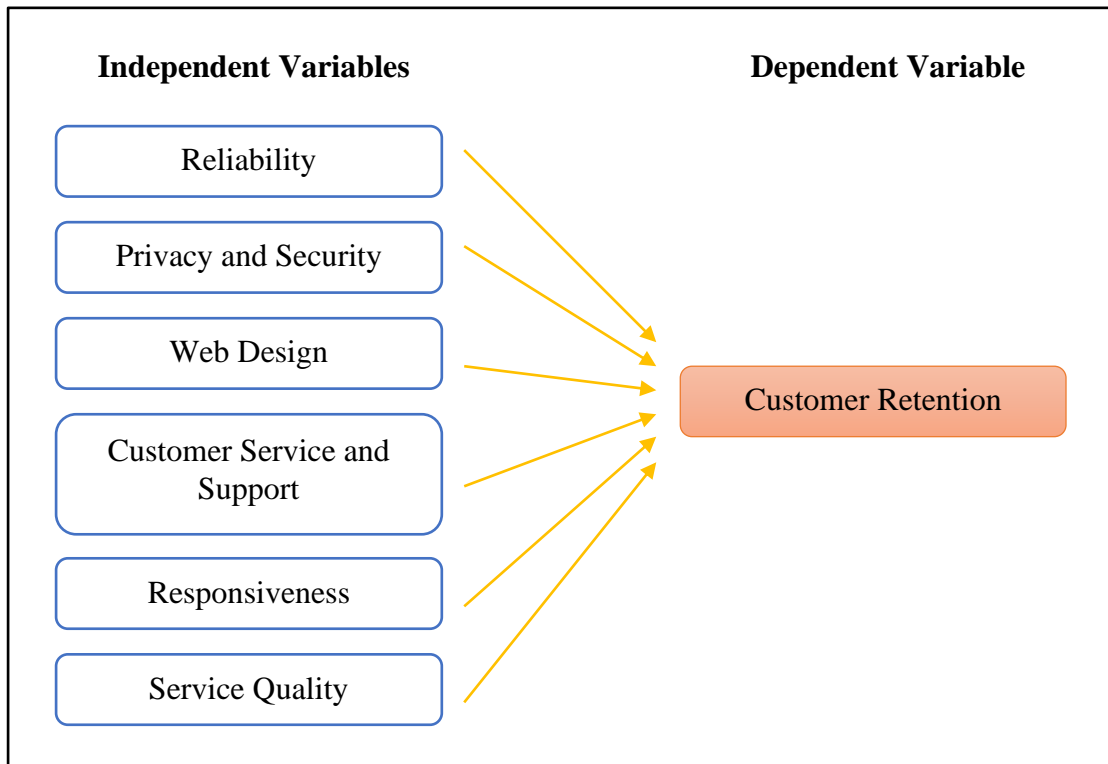 Independent Variables
Dependent Variable
Reliability
Privacy and Security
Web Design
Customer Service and
Support
Responsiveness
Service Quality
Customer Retention